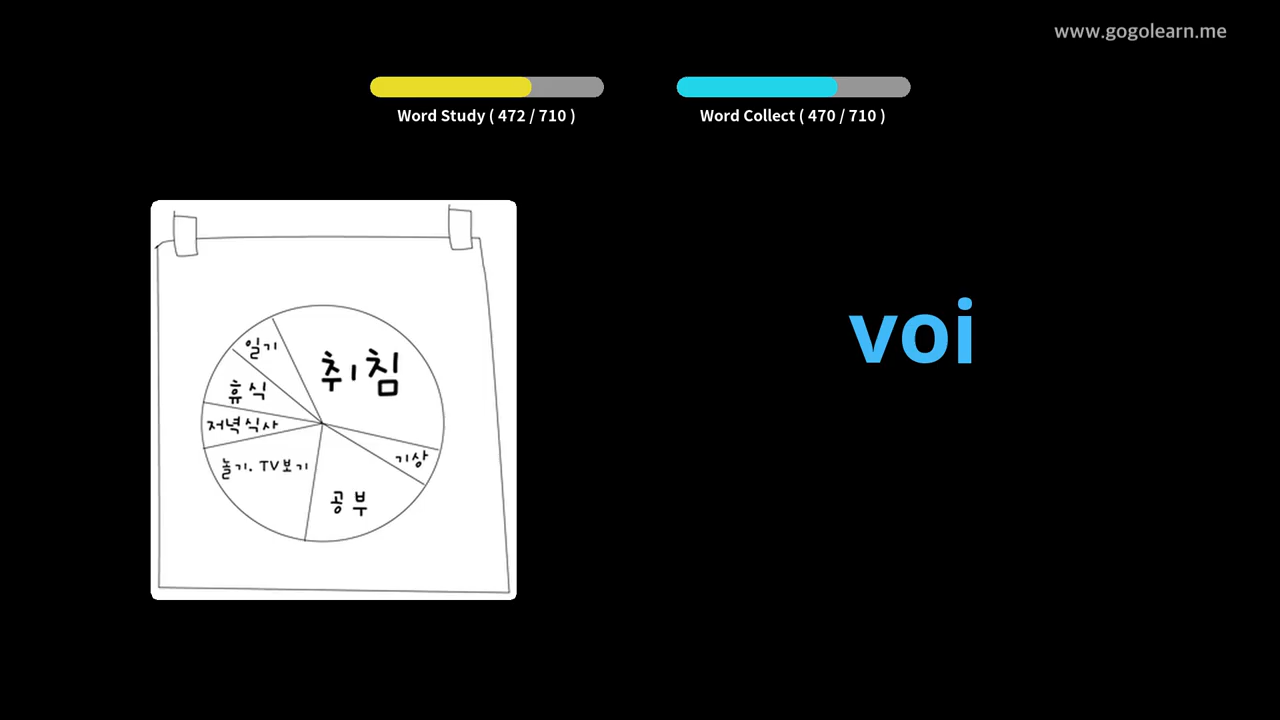 www.gogolearn.me
Word Study ( 472 / 710 )
Word Collect ( 470 / 710 )
일기
취침
휴식
저녁식사
놀기. TV보기
기상
공부
voi